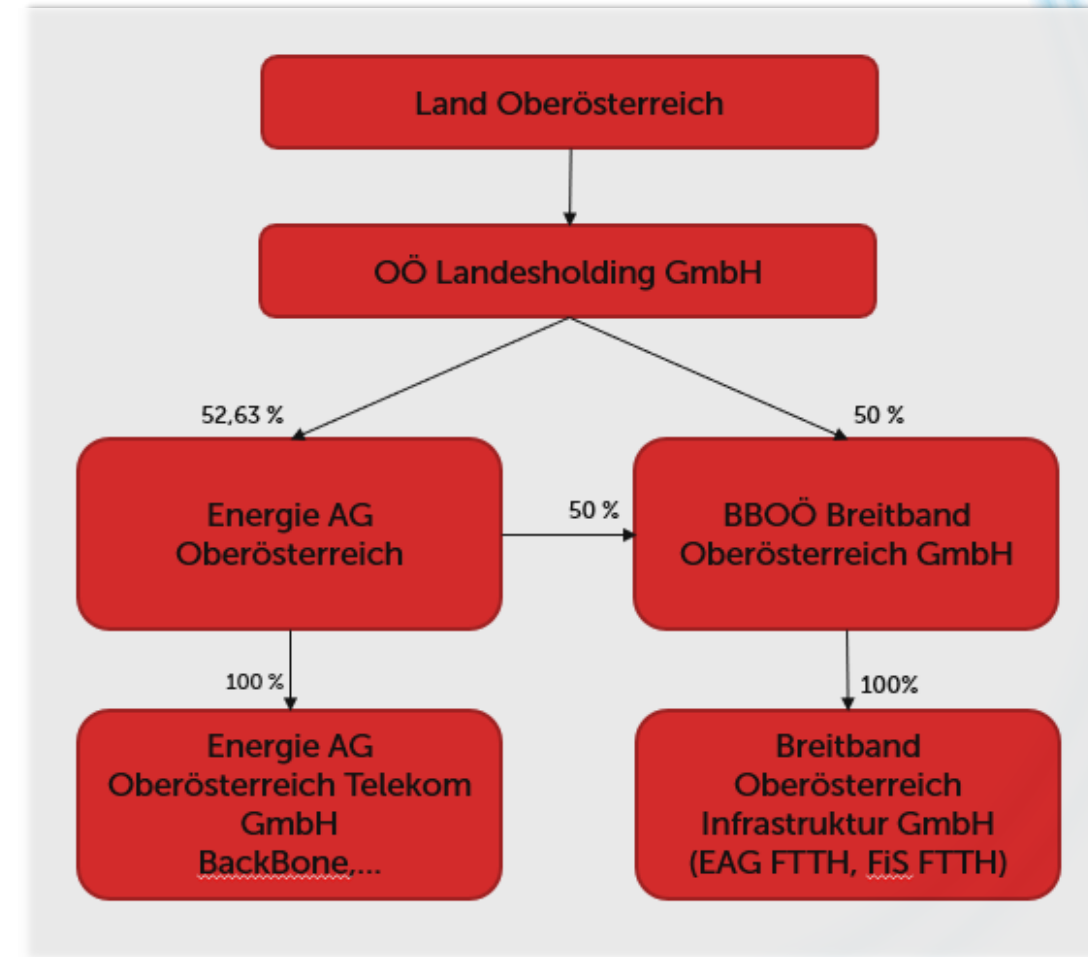 Land Oberösterreich
OÖ Landesholding GmbH
52,63 %
50 %
Energie AG
Oberösterreich
50 %
BBOÖ Breitband
Oberösterreich GmbH
100 %
100%
Energie AG
Oberösterreich Telekom
GmbH
BackBone,...
Breitband
Oberösterreich
Infrastruktur GmbH
(EAG FTTH, FiS FTTH)